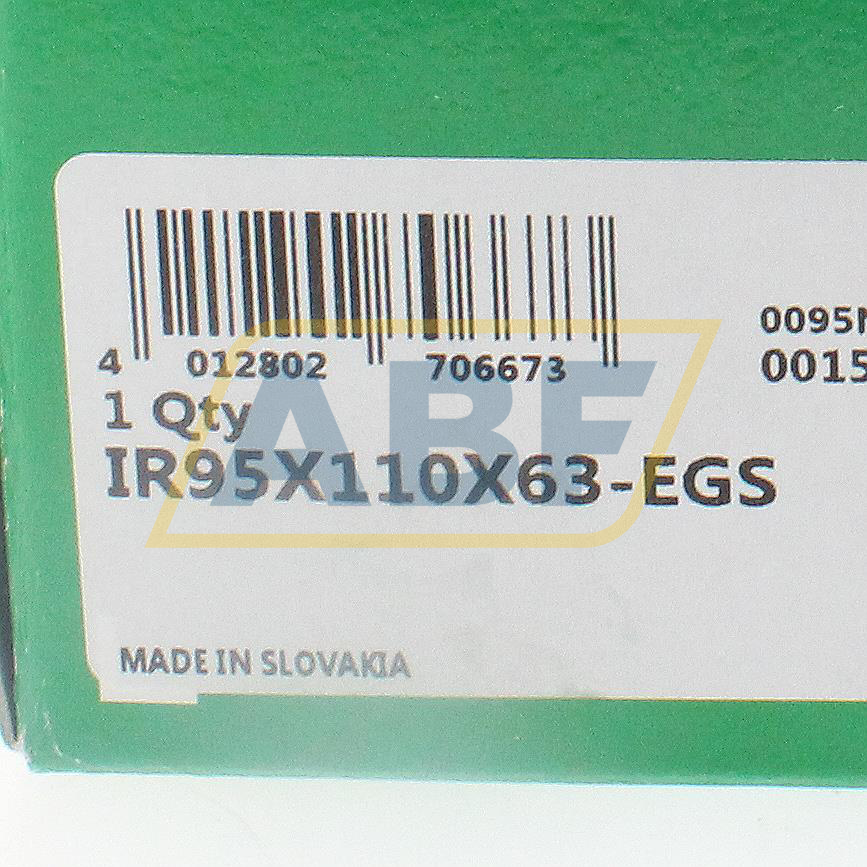 4 012802 706673
1 Qty
IR95X110X63-EGS
MADE IN SLOVAKIA
0095
0015
ABF